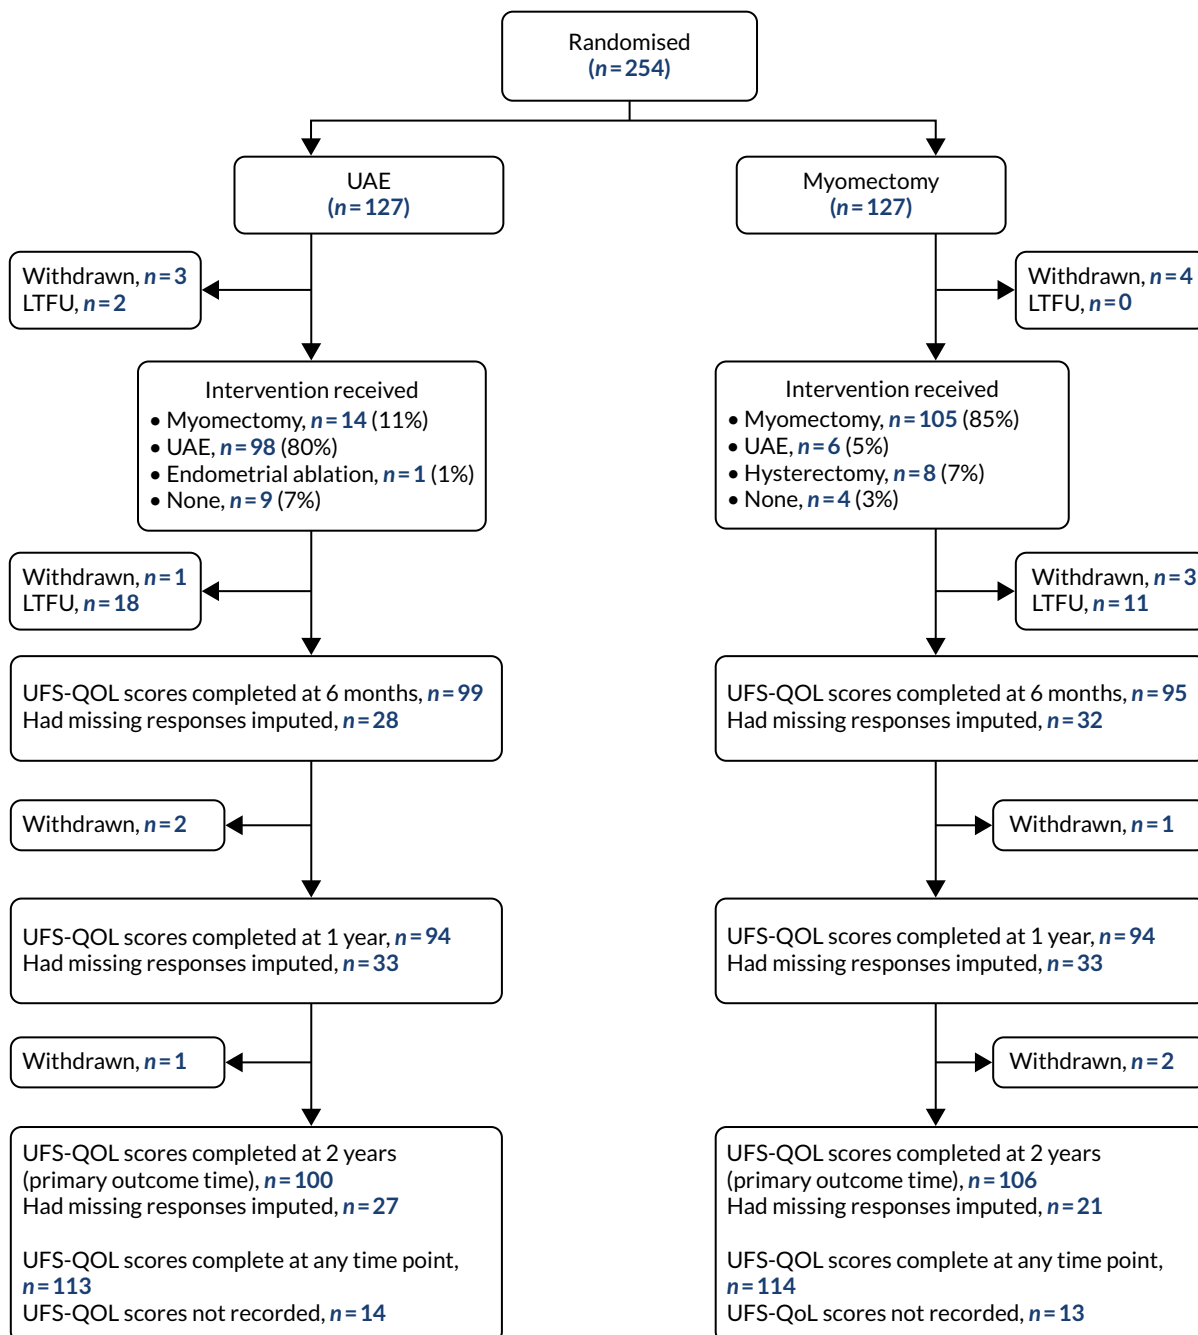 Randomised
(n=254)
UAE
(n=127)
Myomectomy
(n=127)
Withdrawn, n=3
LTFU, n=2
Withdrawn, n=4
LTFU, n=0
Intervention received
• Myomectomy, n=14 (11%)
• UAE, n=98 (80%)
• Endometrial ablation, n=1 (1%)
• None, n=9 (7%)
Intervention received
• Myomectomy, n=105 (85%)
• UAE, n=6 (5%)
• Hysterectomy, n=8 (7%)
• None, n=4 (3%)
Withdrawn, n=1
LTFU, n=18
Withdrawn, n=3
LTFU, n=11
UFS-QOL scores completed at 6 months, n=99
Had missing responses imputed, n=28
UFS-QOL scores completed at 6 months, n=95
Had missing responses imputed, n=32
Withdrawn, n=2
Withdrawn, n=1
UFS-QOL scores completed at 1 year, n=94
Had missing responses imputed, n=33
UFS-QOL scores completed at 1 year, n=94
Had missing responses imputed, n=33
Withdrawn, n=1
Withdrawn, n=2
UFS-QOL scores completed at 2 years
(primary outcome time), n=100
Had missing responses imputed, n=27
UFS-QOL scores complete at any time point,
n=113
UFS-QOL scores not recorded, n=14
UFS-QOL scores completed at 2 years
(primary outcome time), n=106
Had missing responses imputed, n=21
UFS-QOL scores complete at any time point,
n=114
UFS-QoL scores not recorded, n=13